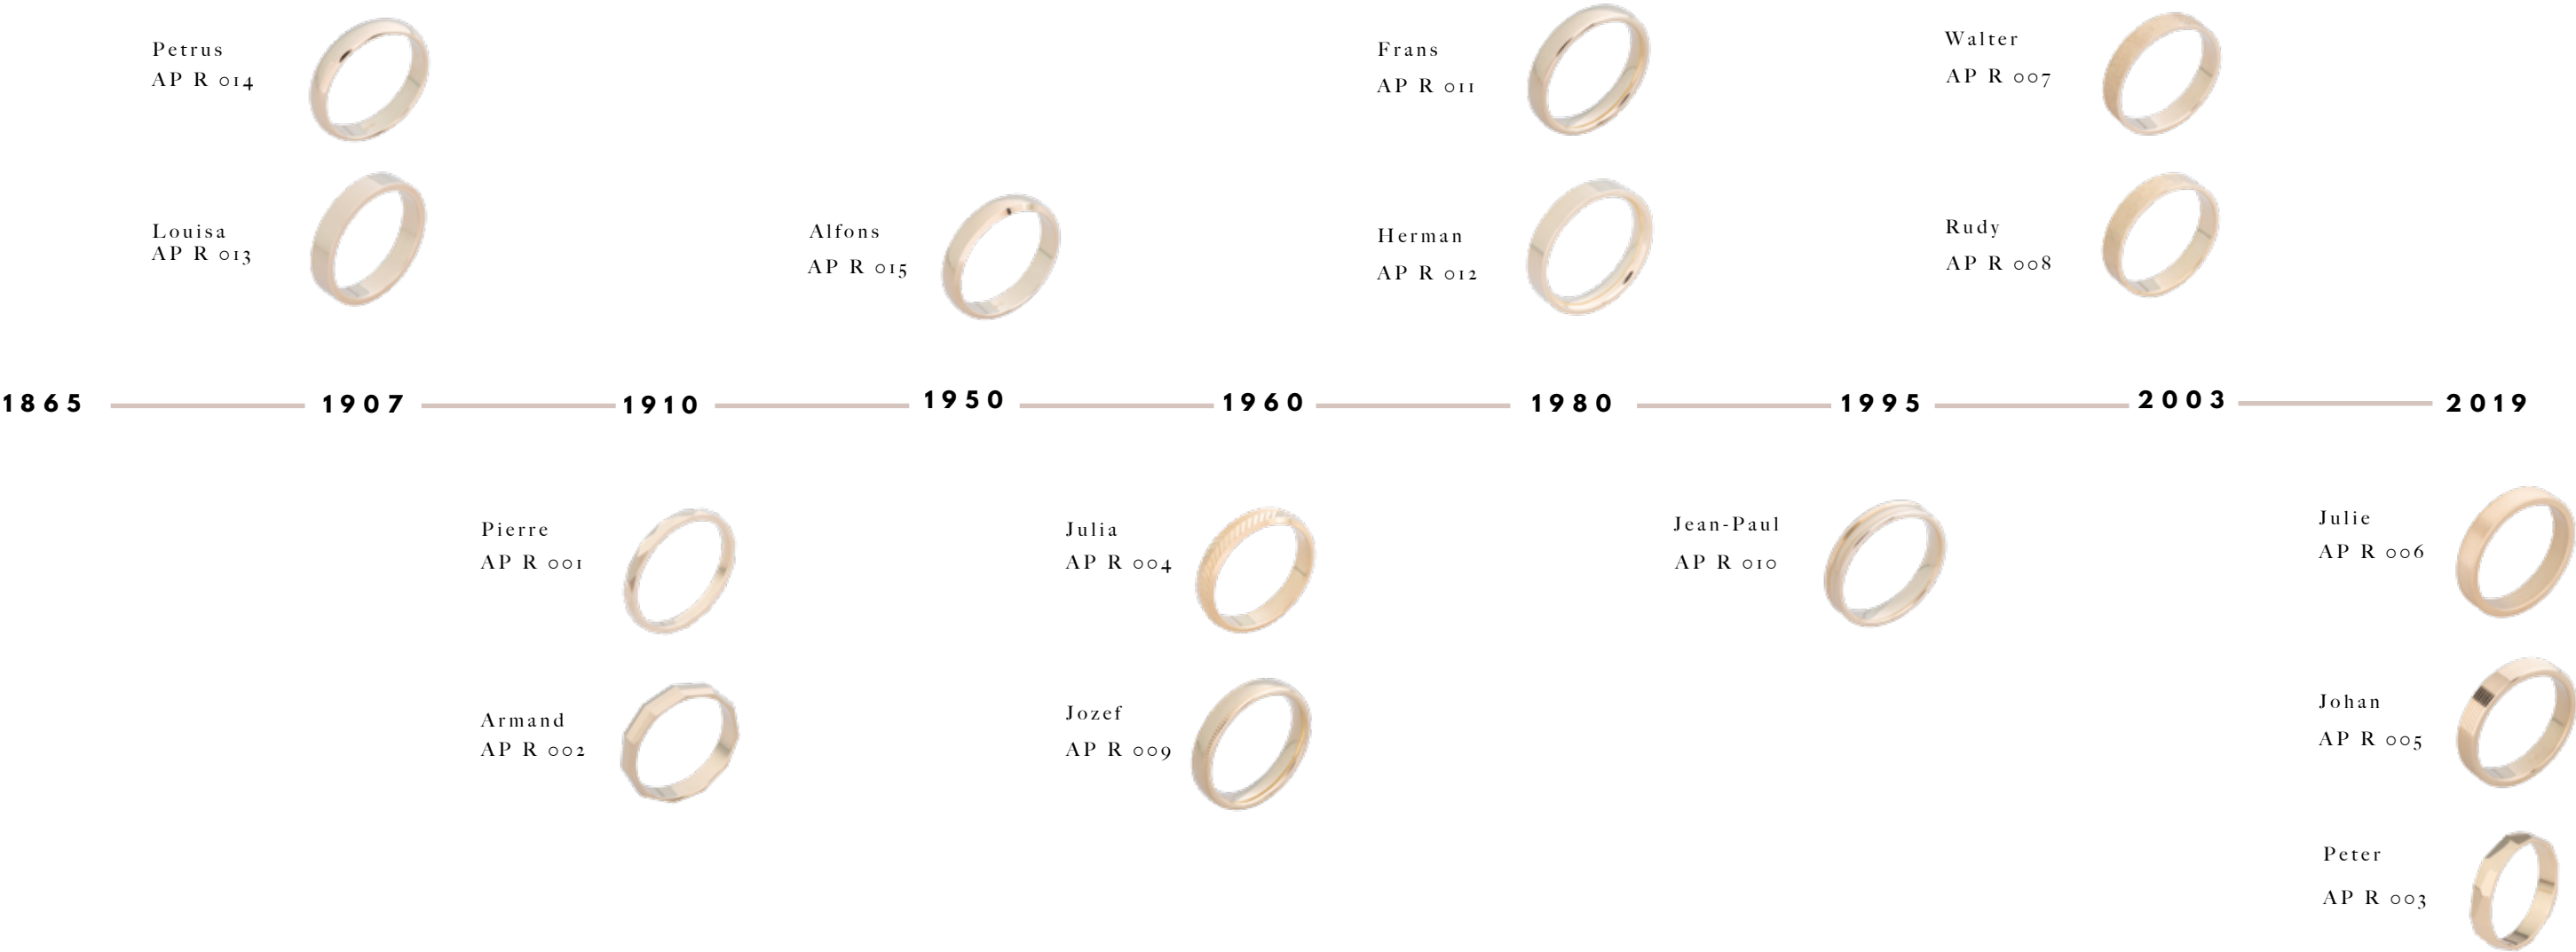 Petrus
AP R 014
Louisa
AP R 013
Alfons
AP R 015
Frans
AP R 011
Herman
AP R 012
Walter
AP R 007
Rudy
AP R 008
1865 1907 1910 1950 1960 1980 1995 2003 2019
Pierre
AP R 001
Armand
AP R 002
Julia
AP R 004
Jozef
AP R 009
Jean-Paul
AP R 010
Julie
AP R 006
Johan
AP R 005
Peter
AP R 003